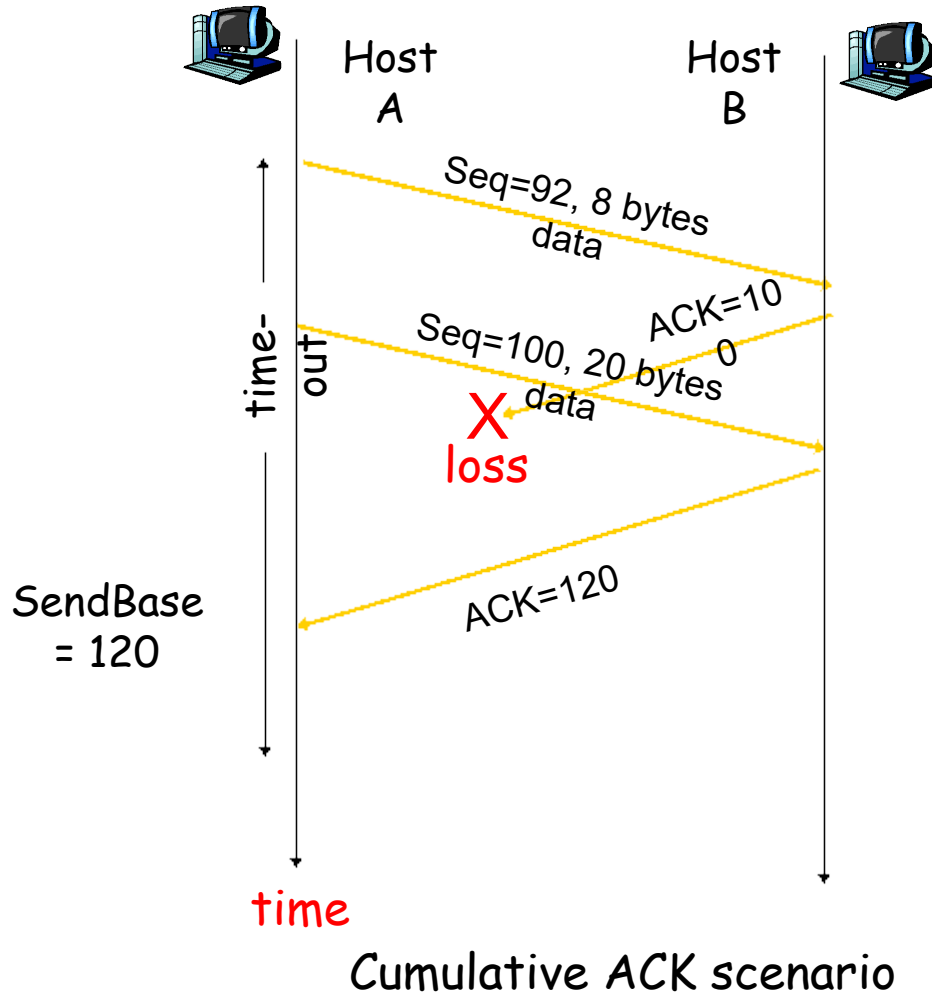 Host
A
Host
B
Seq=92, 8 bytes
data
ACK=10
0
Seq=100, 20 bytes
data
time-
out
X
loss
ACK=120
SendBase
= 120
time
Cumulative ACK scenario